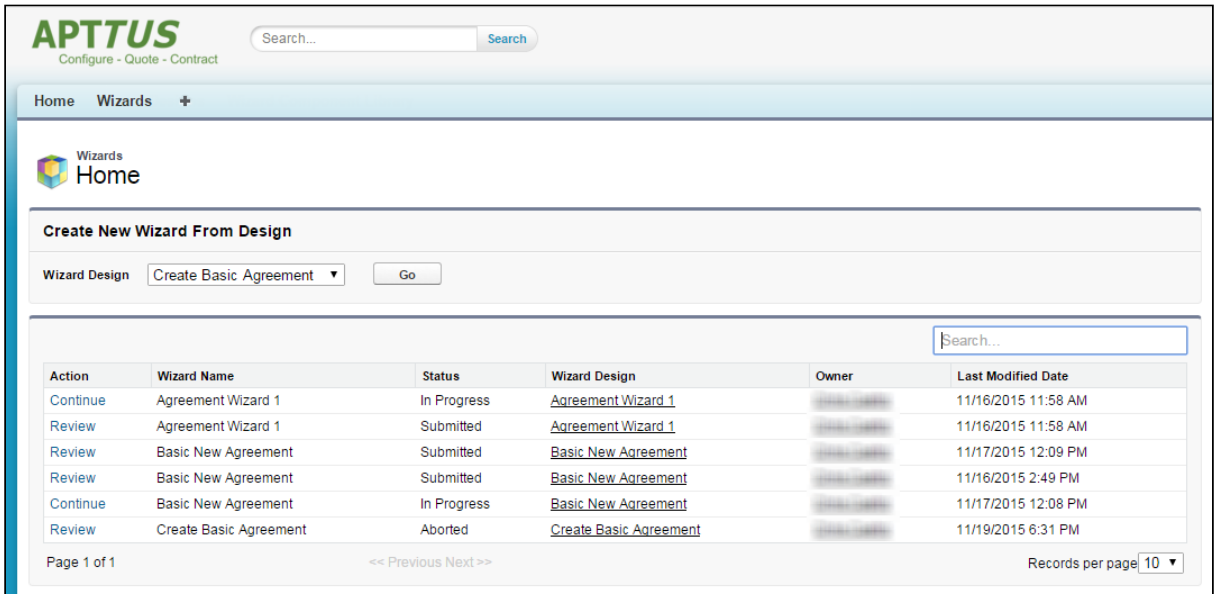 APTTUS
Configure - Quote - Contract
Search...
Search
Home Wizards +
Wizards
Home
Create New Wizard From Design
Wizard Design Create Basic Agreement ▼ Go
Search...
Action Wizard Name Status Wizard Design Owner Last Modified Date
Continue Agreement Wizard 1 In Progress Agreement Wizard 1 11/16/2015 11:58 AM
Review Agreement Wizard 1 Submitted Agreement Wizard 1 11/16/2015 11:58 AM
Review Basic New Agreement Submitted Basic New Agreement 11/17/2015 12:09 PM
Review Basic New Agreement Submitted Basic New Agreement 11/16/2015 2:49 PM
Continue Basic New Agreement In Progress Basic New Agreement 11/17/2015 12:08 PM
Review Create Basic Agreement Aborted Create Basic Agreement 11/19/2015 6:31 PM
Page 1 of 1 << Previous Next >> Records per page 10 ▼